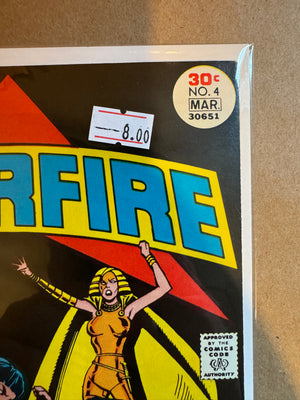 30¢
NO. 4
MAR.
30651
8.00
RFIRE
APPROVED
BY THE
COMICS
CODE
AUTHORITY